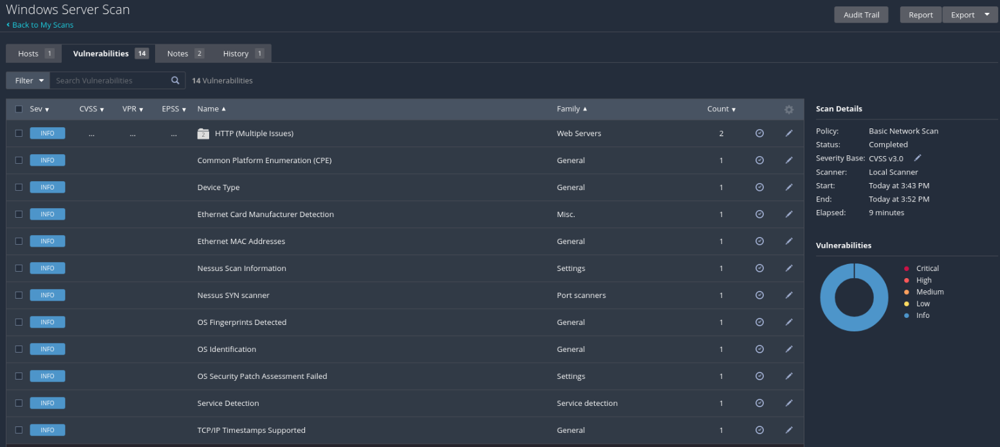 Windows Server Scan
Back to My Scans
Audit Trail Report Export
Hosts 1 Vulnerabilities 14 Notes 2 History 1
Filter Search Vulnerabilities 14 Vulnerabilities
Sev CVSS VPR EPSS Name Family Count
INFO ... ... ... 2 HTTP (Multiple Issues) Web Servers 2
INFO Common Platform Enumeration (CPE) General 1
INFO Device Type General 1
INFO Ethernet Card Manufacturer Detection Misc. 1
INFO Ethernet MAC Addresses General 1
INFO Nessus Scan Information Settings 1
INFO Nessus SYN scanner Port scanners 1
INFO OS Fingerprints Detected General 1
INFO OS Identification General 1
INFO OS Security Patch Assessment Failed Settings 1
INFO Service Detection Service detection 1
INFO TCP/IP Timestamps Supported General 1
Scan Details
Policy: Basic Network Scan
Status: Completed
Severity Base: CVSS v3.0
Scanner: Local Scanner
Start: Today at 3:43 PM
End: Today at 3:52 PM
Elapsed: 9 minutes
Vulnerabilities
Critical
High
Medium
Low
Info